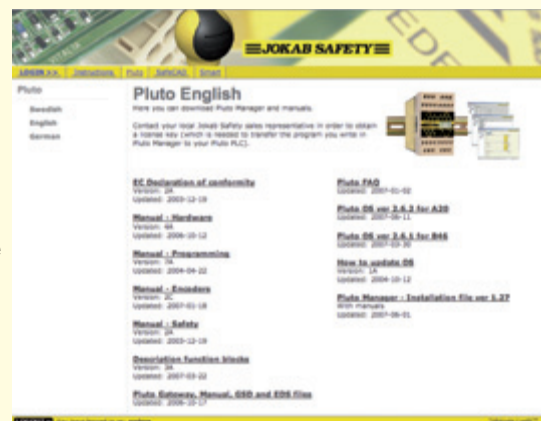 JOKAB SAFETY
LOGIN >> Instructions Pluto SafeCAD Smart
Pluto
Swedish
English
German
Pluto English
Here you can download Pluto Manager and manuals.
Contact your local Jokab Safety sales representative in order to obtain
a license key (which is needed to transfer the program you write in
Pluto Manager to your Pluto PLC).
EC Declaration of conformity
Version: 2A
Updated: 2003-12-19
Manual - Hardware
Version: 4A
Updated: 2006-10-12
Manual - Programming
Version: 7A
Updated: 2004-04-22
Manual - Encoders
Version: 2C
Updated: 2007-01-18
Manual - Safety
Version: 2A
Updated: 2003-12-19
Description function blocks
Version: 3A
Updated: 2007-03-22
Pluto Gateway, Manual, GSD and EDS files
Updated: 2006-10-17
Pluto FAQ
Updated: 2007-01-02
Pluto OS ver 2.6.2 for A20
Updated: 2007-06-11
Pluto OS ver 2.6.1 for B46
Updated: 2007-03-30
How to update OS
Version: 1A
Updated: 2004-10-12
Pluto Manager - Installation file ver 1.27
With manuals
Updated: 2007-06-01